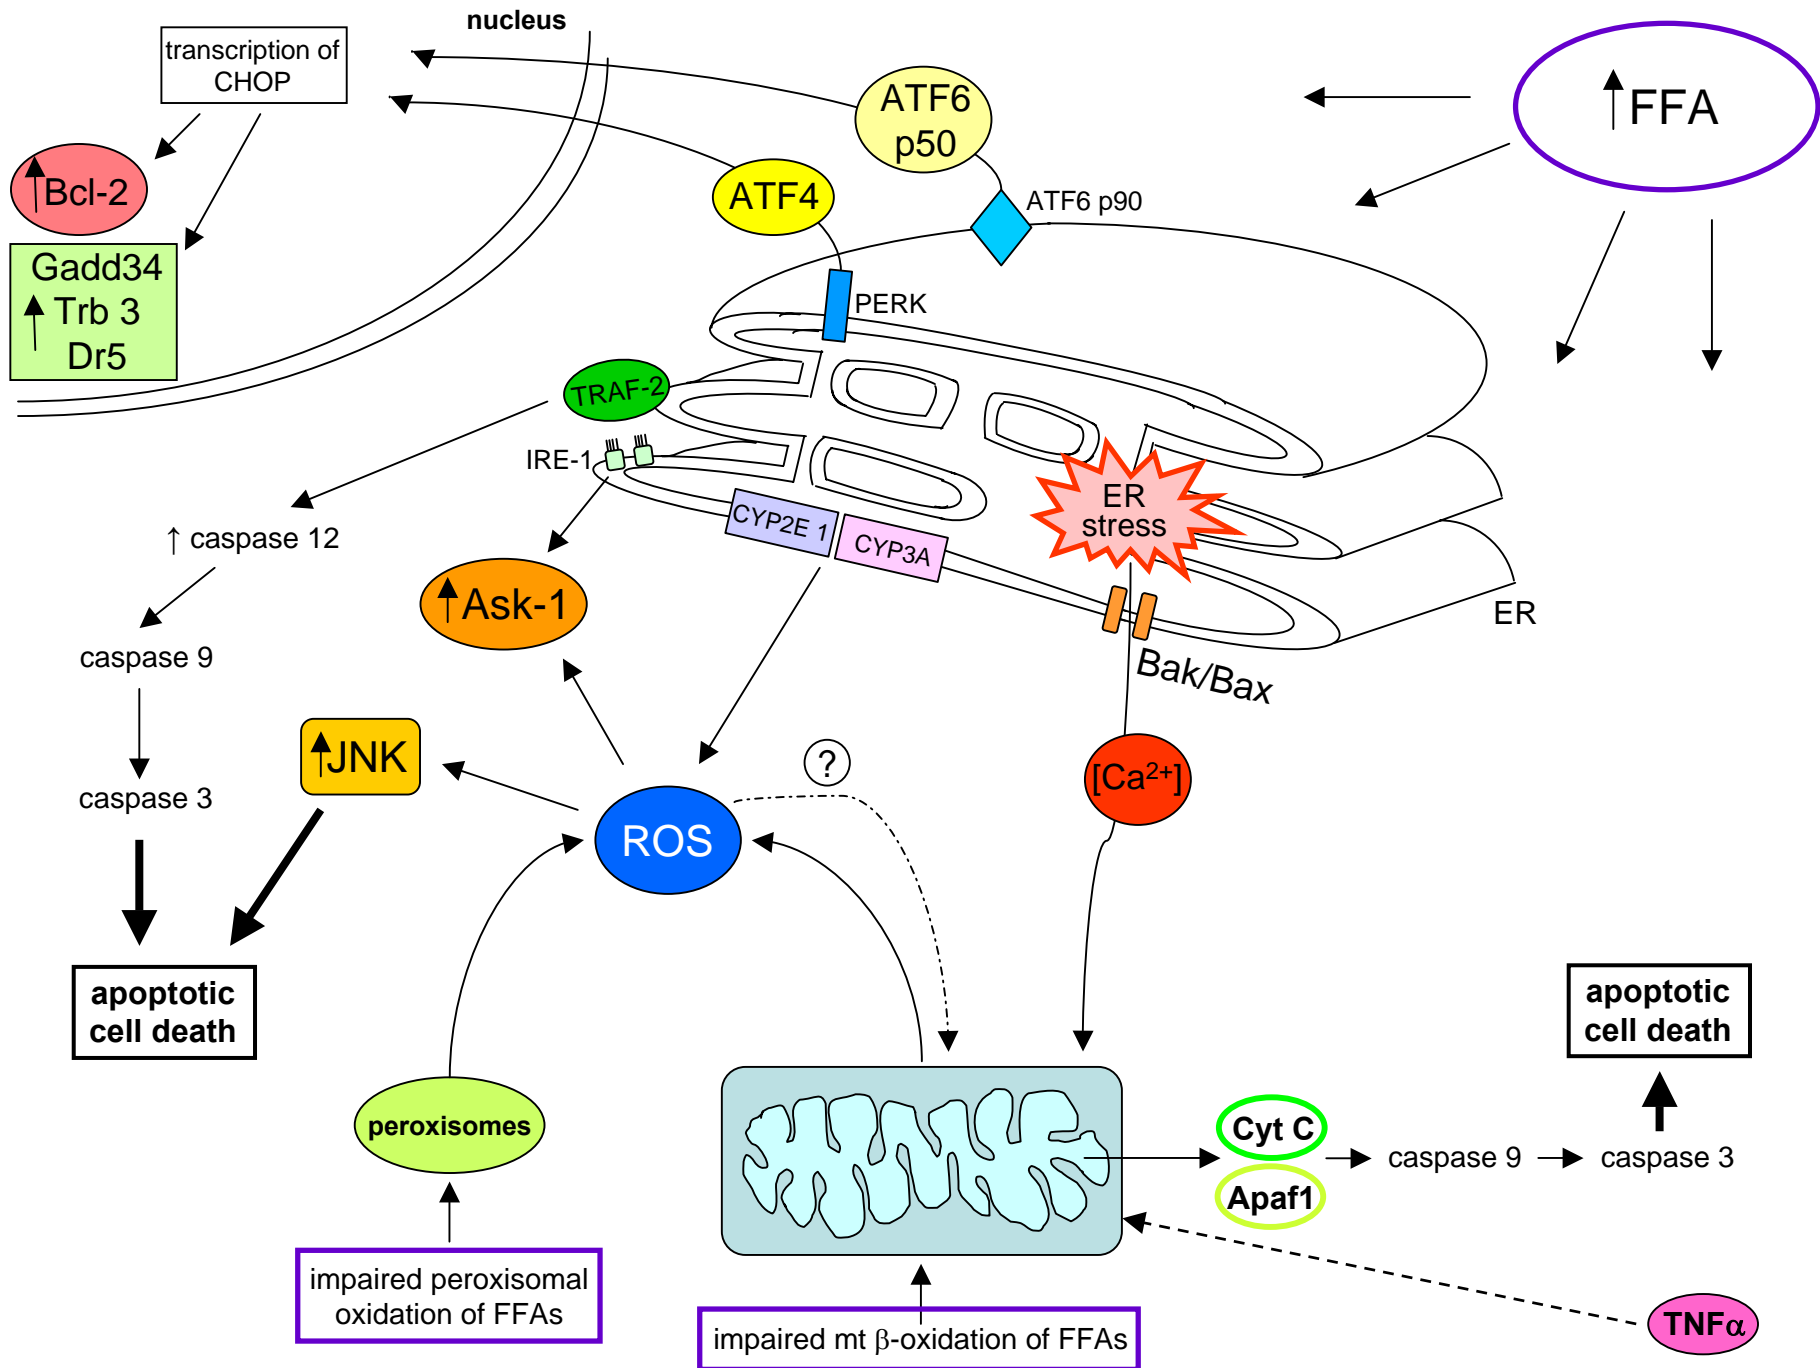 nucleus
transcription of
CHOP
↑Bcl-2
Gadd34
↑ Trb 3
Dr5
ATF6
p50
ATF4
ATF6 p90
↑FFA
PERK
TRAF-2
IRE-1
CYP2E 1
CYP3A
ER
stress
ER
Bak/Bax
↑ caspase 12
↑Ask-1
caspase 9
caspase 3
↑JNK
?
[Ca²⁺]
ROS
apoptotic
cell death
apoptotic
cell death
peroxisomes
Cyt C
Apaf1
caspase 9
caspase 3
impaired peroxisomal
oxidation of FFAs
impaired mt β-oxidation of FFAs
TNFα